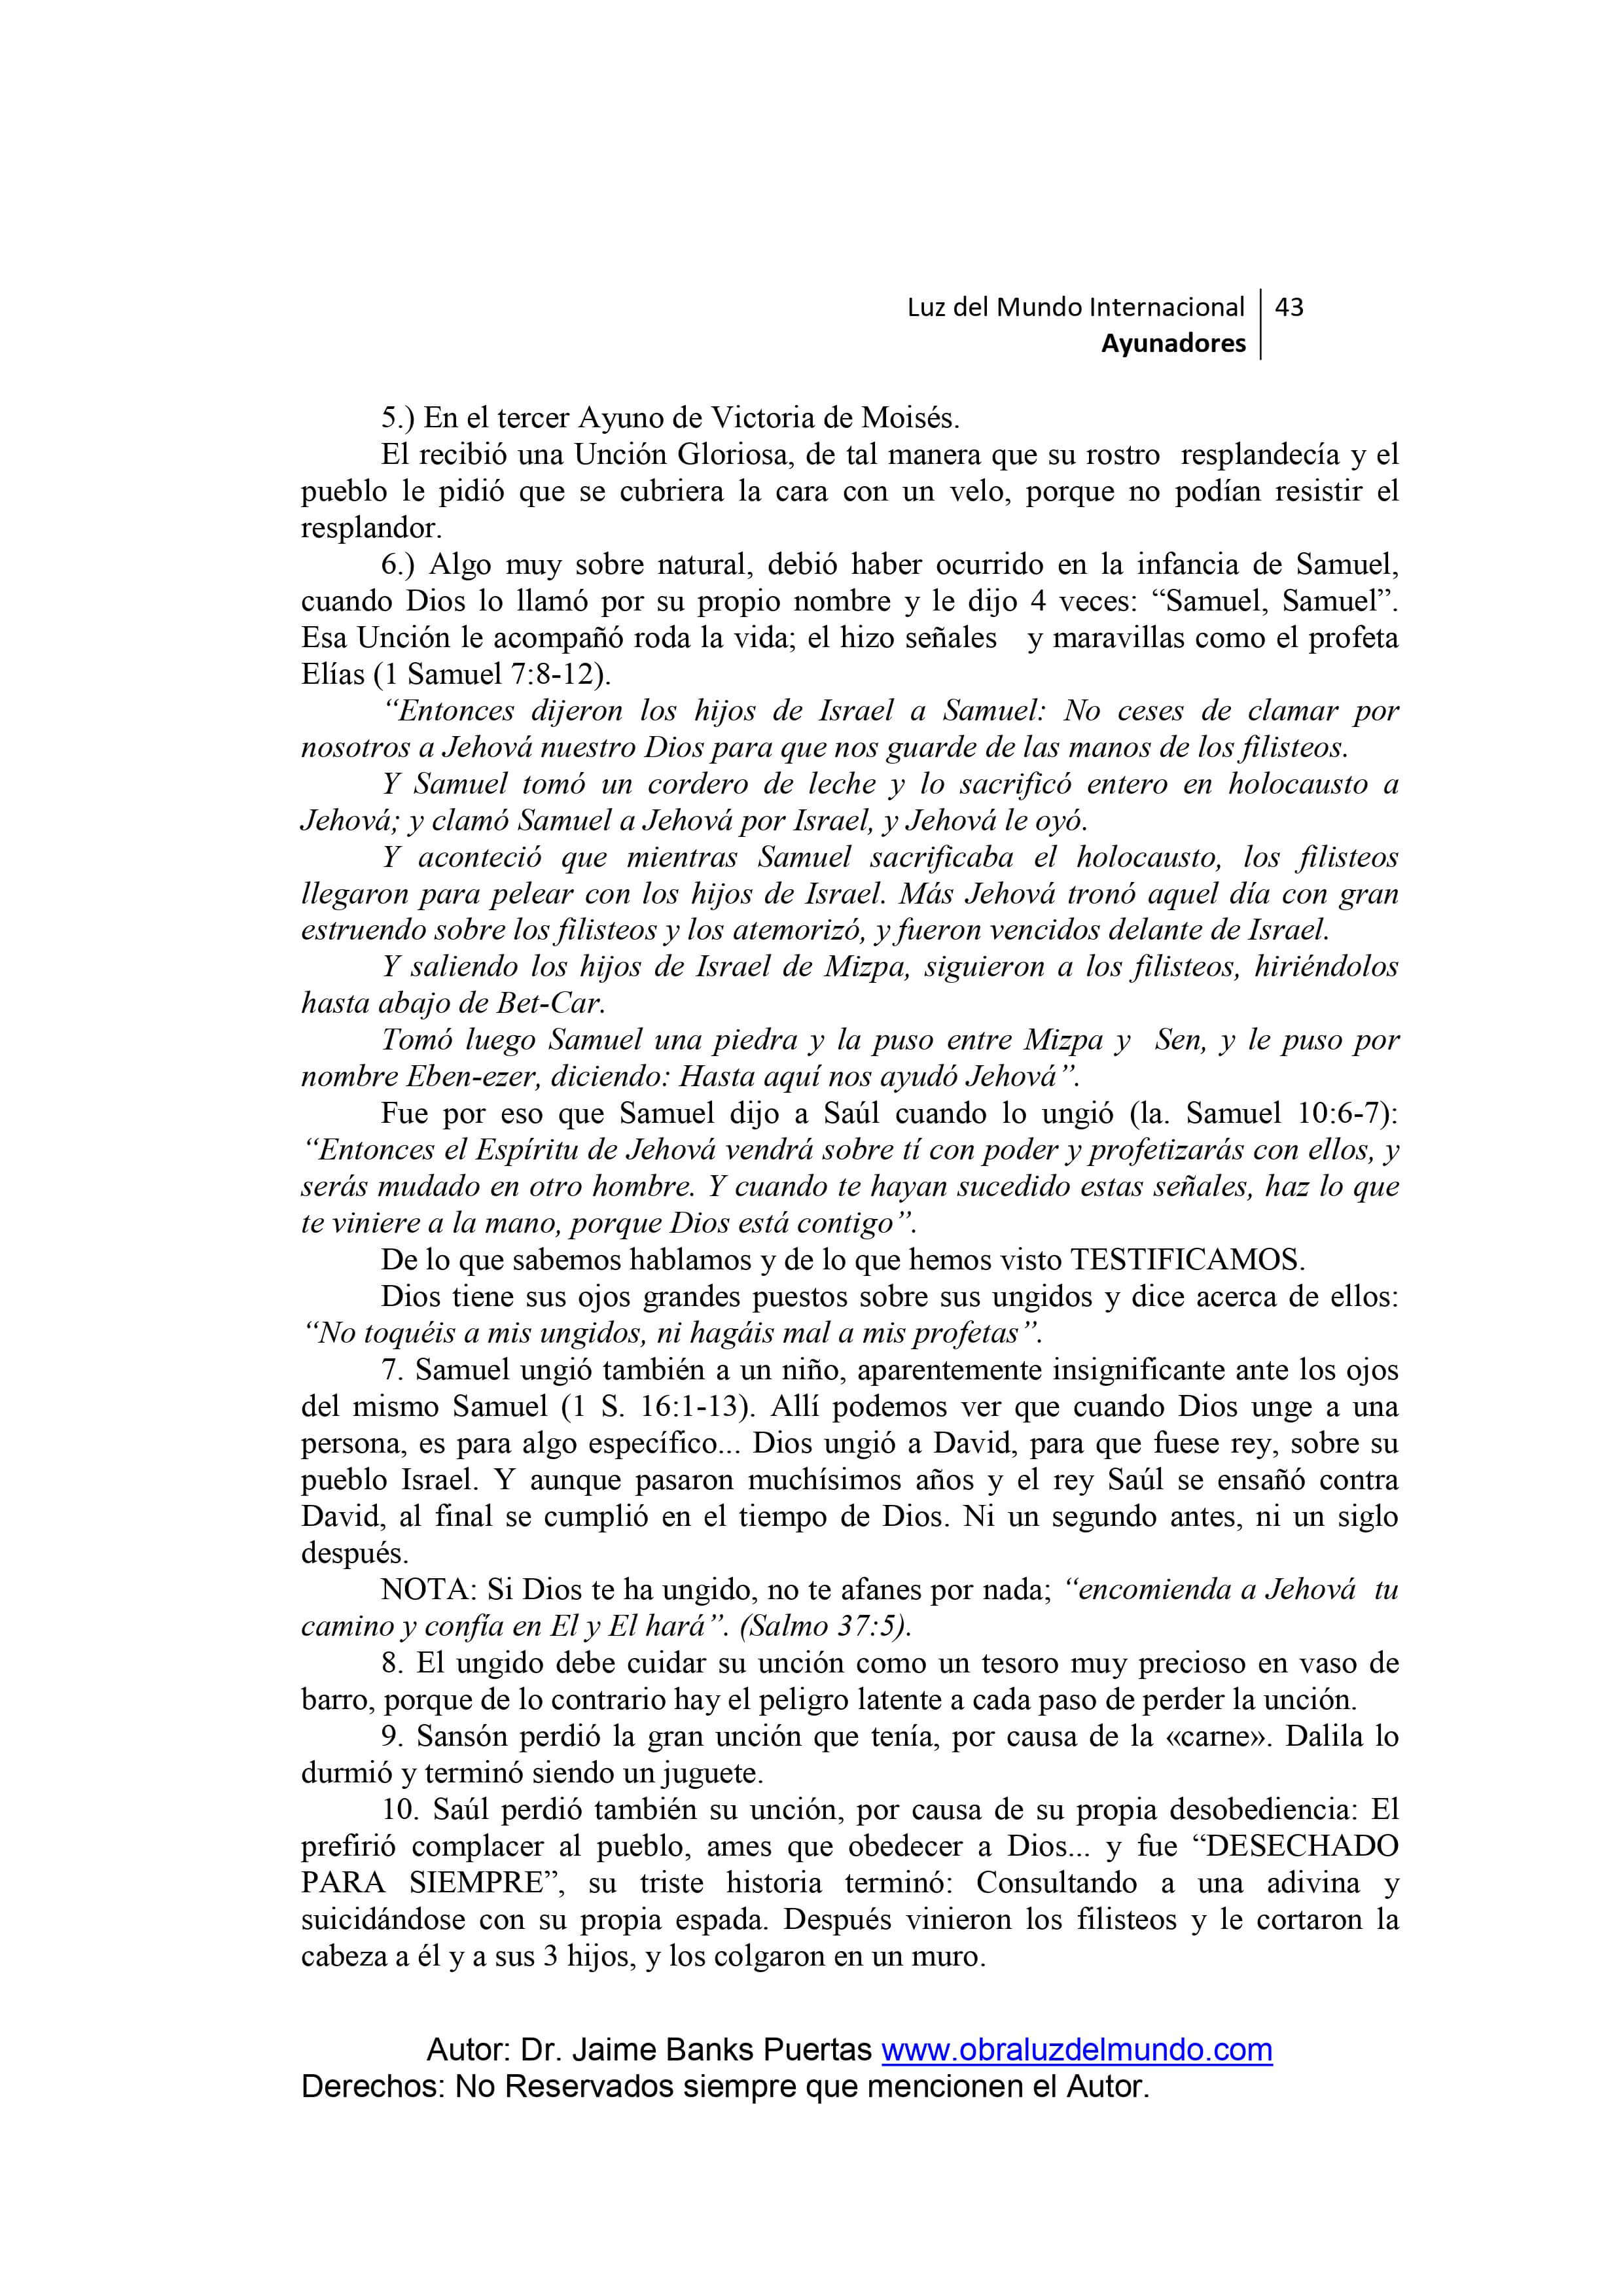 Luz del Mundo Internacional 43
Ayunadores
5.) En el tercer Ayuno de Victoria de Moisés.
El recibió una Unción Gloriosa, de tal manera que su rostro resplandecía y el
pueblo le pidió que se cubriera la cara con un velo, porque no podían resistir el
resplandor.
6.) Algo muy sobre natural, debió haber ocurrido en la infancia de Samuel,
cuando Dios lo llamó por su propio nombre y le dijo 4 veces: “Samuel, Samuel”.
Esa Unción le acompañó roda la vida; el hizo señales y maravillas como el profeta
Elías (1 Samuel 7:8-12).
“Entonces dijeron los hijos de Israel a Samuel: No ceses de clamar por
nosotros a Jehová nuestro Dios para que nos guarde de las manos de los filisteos.
Y Samuel tomó un cordero de leche y lo sacrificó entero en holocausto a
Jehová; y clamó Samuel a Jehová por Israel, y Jehová le oyó.
Y aconteció que mientras Samuel sacrificaba el holocausto, los filisteos
llegaron para pelear con los hijos de Israel. Más Jehová tronó aquel día con gran
estruendo sobre los filisteos y los atemorizó, y fueron vencidos delante de Israel.
Y saliendo los hijos de Israel de Mizpa, siguieron a los filisteos, hiriéndolos
hasta abajo de Bet-Car.
Tomó luego Samuel una piedra y la puso entre Mizpa y Sen, y le puso por
nombre Eben-ezer, diciendo: Hasta aquí nos ayudó Jehová”.
Fue por eso que Samuel dijo a Saúl cuando lo ungió (la. Samuel 10:6-7):
“Entonces el Espíritu de Jehová vendrá sobre tí con poder y profetizarás con ellos, y
serás mudado en otro hombre. Y cuando te hayan sucedido estas señales, haz lo que
te viniere a la mano, porque Dios está contigo”.
De lo que sabemos hablamos y de lo que hemos visto TESTIFICAMOS.
Dios tiene sus ojos grandes puestos sobre sus ungidos y dice acerca de ellos:
“No toquéis a mis ungidos, ni hagáis mal a mis profetas”.
7. Samuel ungió también a un niño, aparentemente insignificante ante los ojos
del mismo Samuel (1 S. 16:1-13). Allí podemos ver que cuando Dios unge a una
persona, es para algo específico... Dios ungió a David, para que fuese rey, sobre su
pueblo Israel. Y aunque pasaron muchísimos años y el rey Saúl se ensañó contra
David, al final se cumplió en el tiempo de Dios. Ni un segundo antes, ni un siglo
después.
NOTA: Si Dios te ha ungido, no te afanes por nada; “encomienda a Jehová tu
camino y confía en El y El hará”. (Salmo 37:5).
8. El ungido debe cuidar su unción como un tesoro muy precioso en vaso de
barro, porque de lo contrario hay el peligro latente a cada paso de perder la unción.
9. Sansón perdió la gran unción que tenía, por causa de la «carne». Dalila lo
durmió y terminó siendo un juguete.
10. Saúl perdió también su unción, por causa de su propia desobediencia: El
prefirió complacer al pueblo, ames que obedecer a Dios... y fue “DESECHADO
PARA SIEMPRE”, su triste historia terminó: Consultando a una adivina y
suicidándose con su propia espada. Después vinieron los filisteos y le cortaron la
cabeza a él y a sus 3 hijos, y los colgaron en un muro.
Autor: Dr. Jaime Banks Puertas www.obraluzdelmundo.com
Derechos: No Reservados siempre que mencionen el Autor.